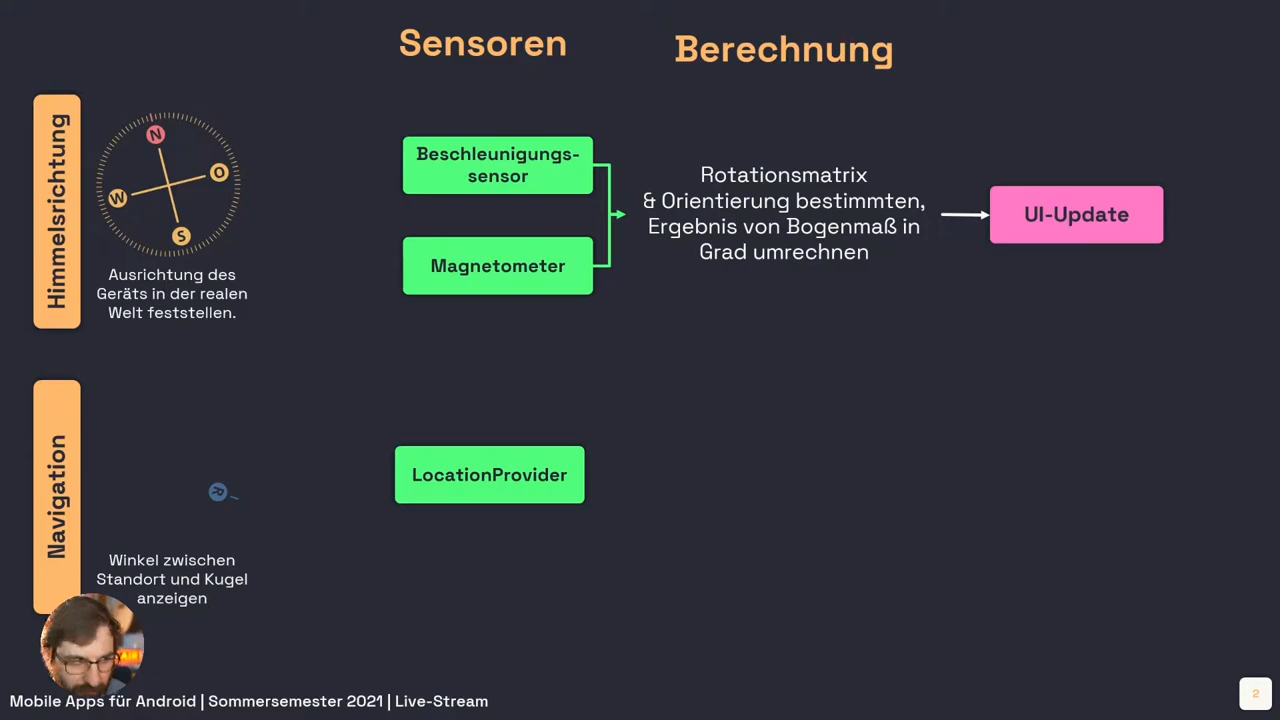 Sensoren
Berechnung
Himmelsrichtung
N
O
W
S
Ausrichtung des
Geräts in der realen
Welt feststellen.
Beschleunigungs-
sensor
Magnetometer
Rotationsmatrix
& Orientierung bestimmten,
Ergebnis von Bogenmaß in
Grad umrechnen
UI-Update
Navigation
R
Winkel zwischen
Standort und Kugel
anzeigen
LocationProvider
Mobile Apps für Android | Sommersemester 2021 | Live-Stream
2